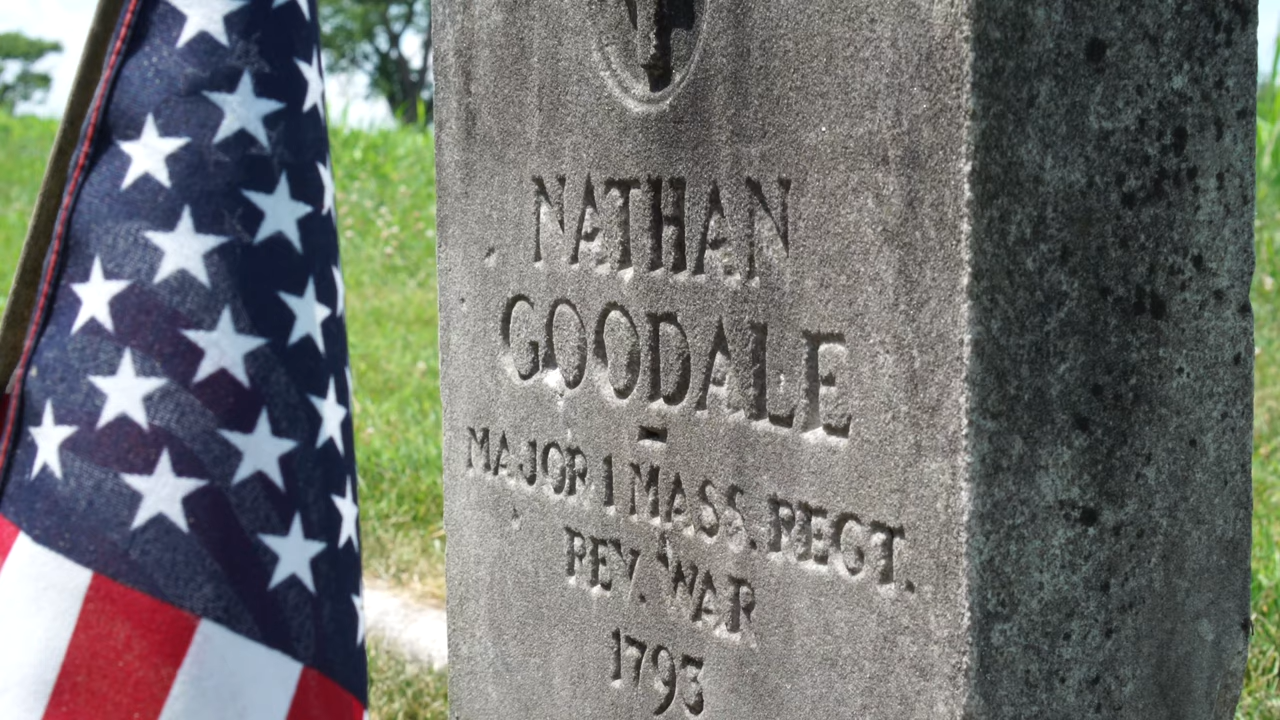 NATHAN
GOODALE
-
MAJOR 1 MASS. REGT.
REV. WAR
1793